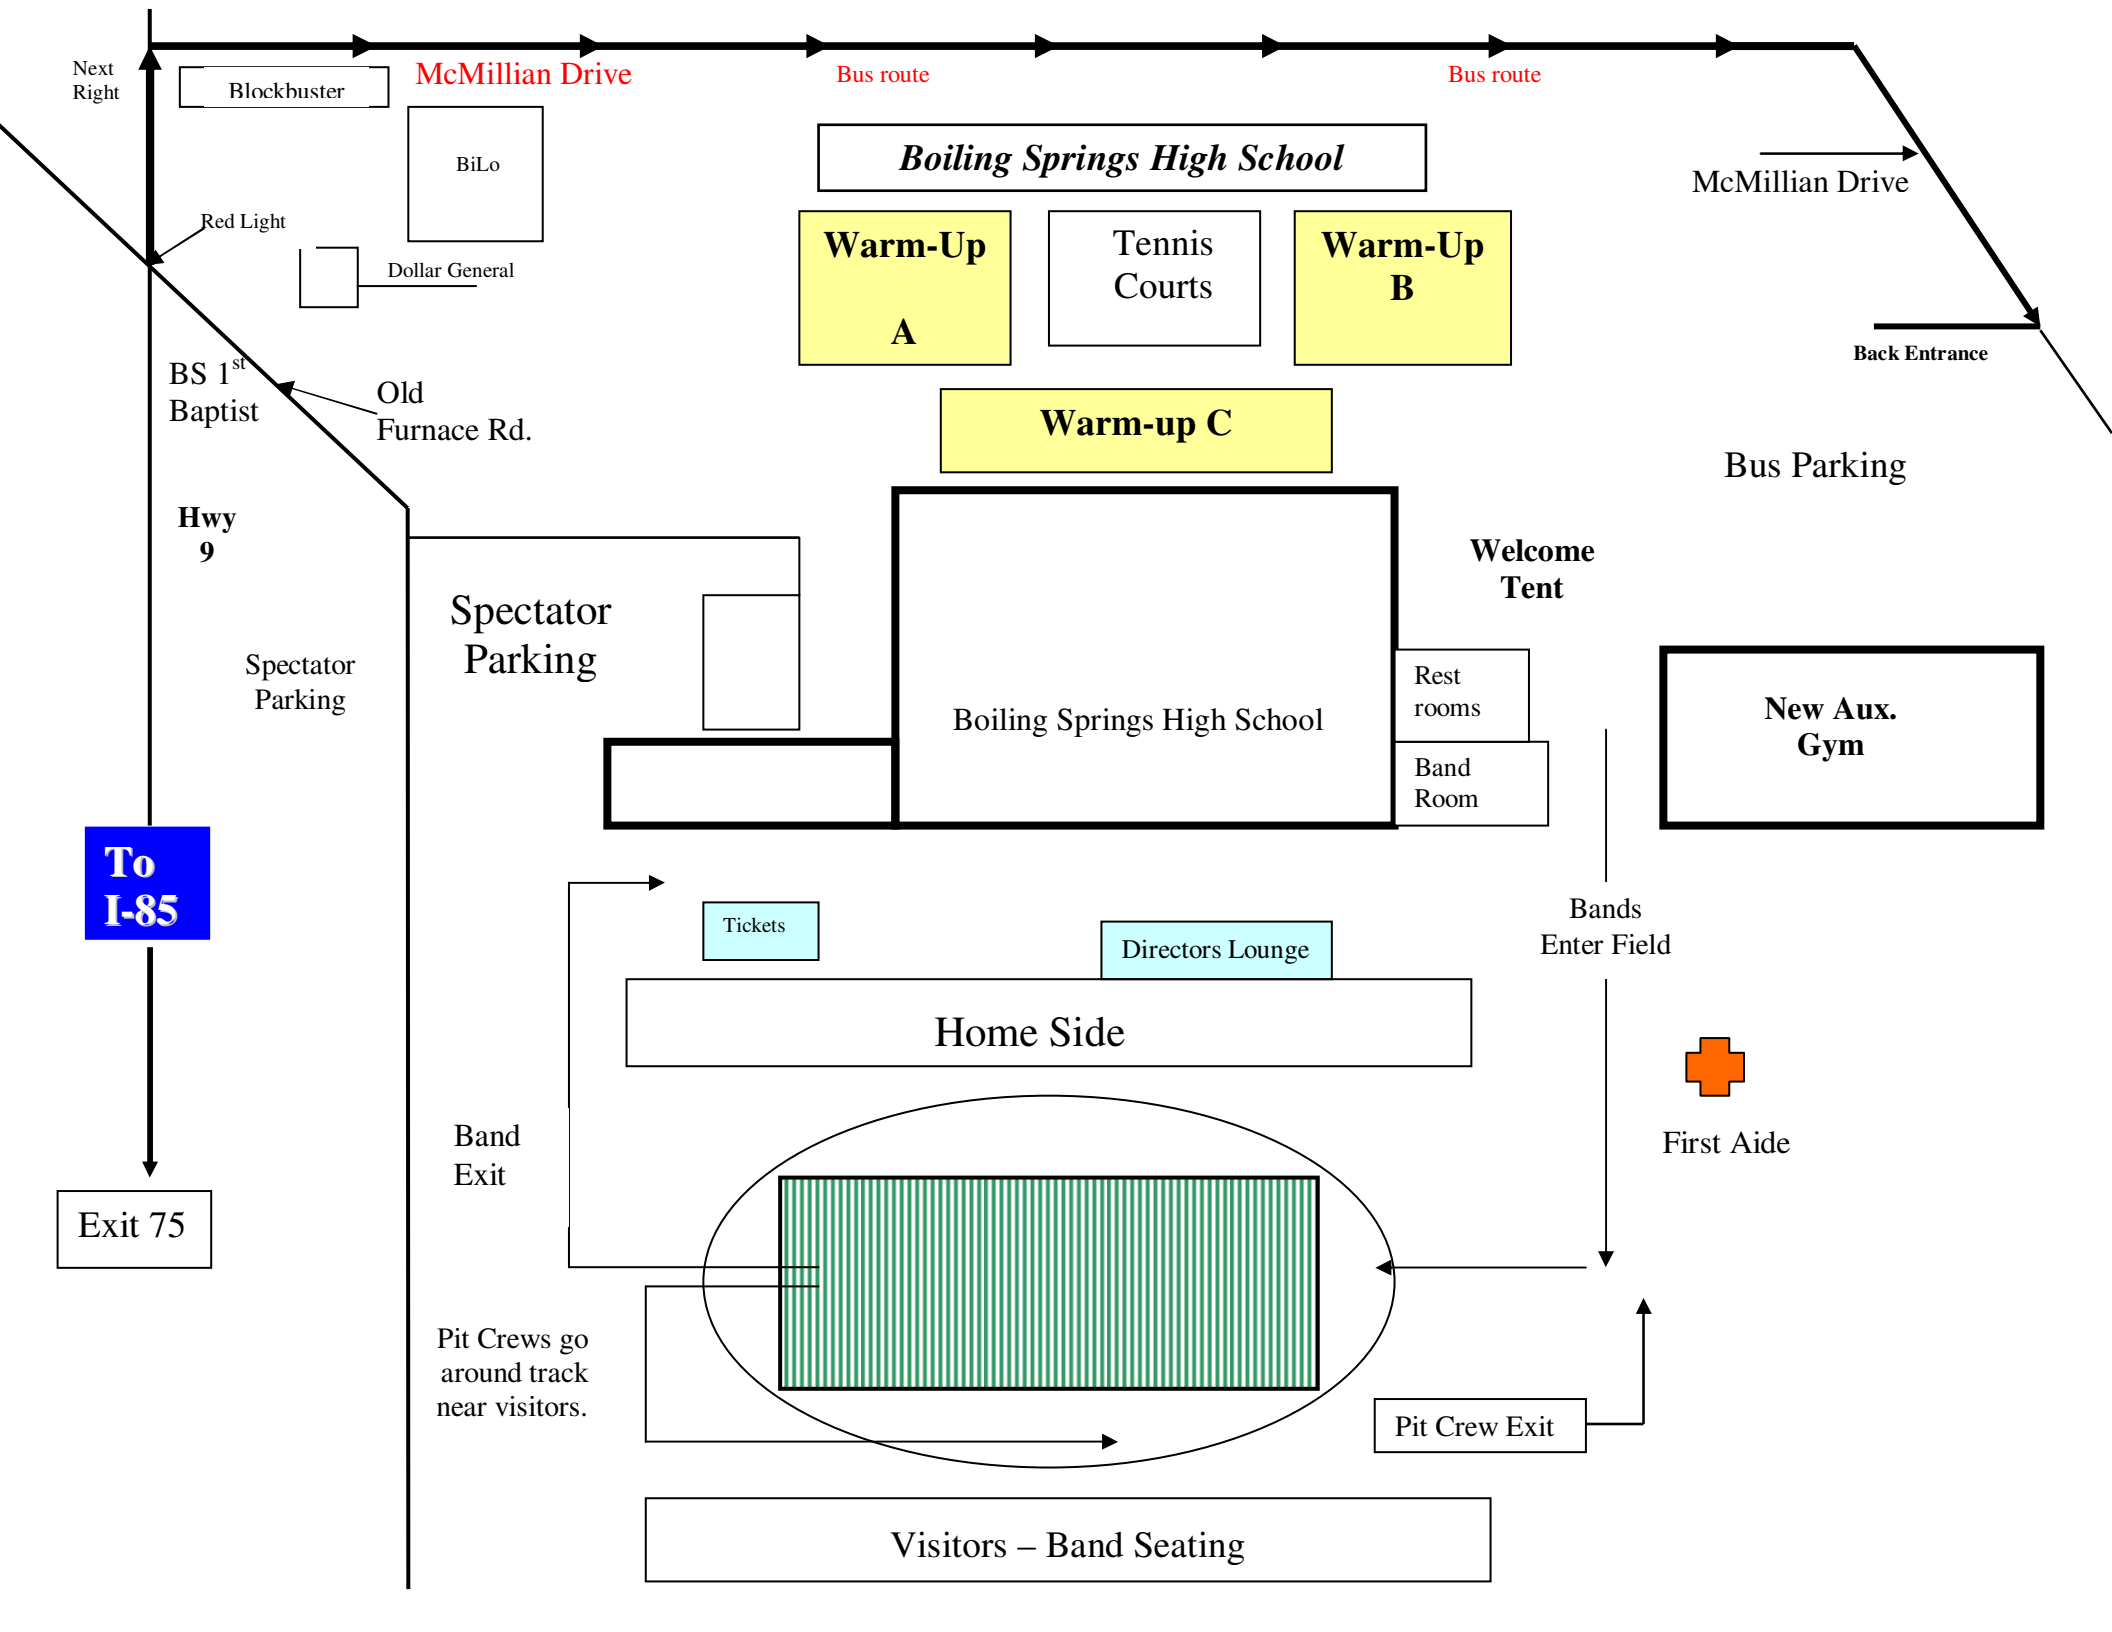 Next
Right
Blockbuster
McMillian Drive
Bus route
Bus route
BiLo
Boiling Springs High School
McMillian Drive
Red Light
Dollar General
Warm-Up
A
Tennis
Courts
Warm-Up
B
Back Entrance
BS 1st
Baptist
Old
Furnace Rd.
Warm-up C
Bus Parking
Hwy
9
Welcome
Tent
Spectator
Parking
Spectator
Parking
Boiling Springs High School
Rest
rooms
Band
Room
New Aux.
Gym
To
I-85
Tickets
Directors Lounge
Bands
Enter Field
Home Side
Band
Exit
First Aide
Exit 75
Pit Crews go
around track
near visitors.
Pit Crew Exit
Visitors – Band Seating